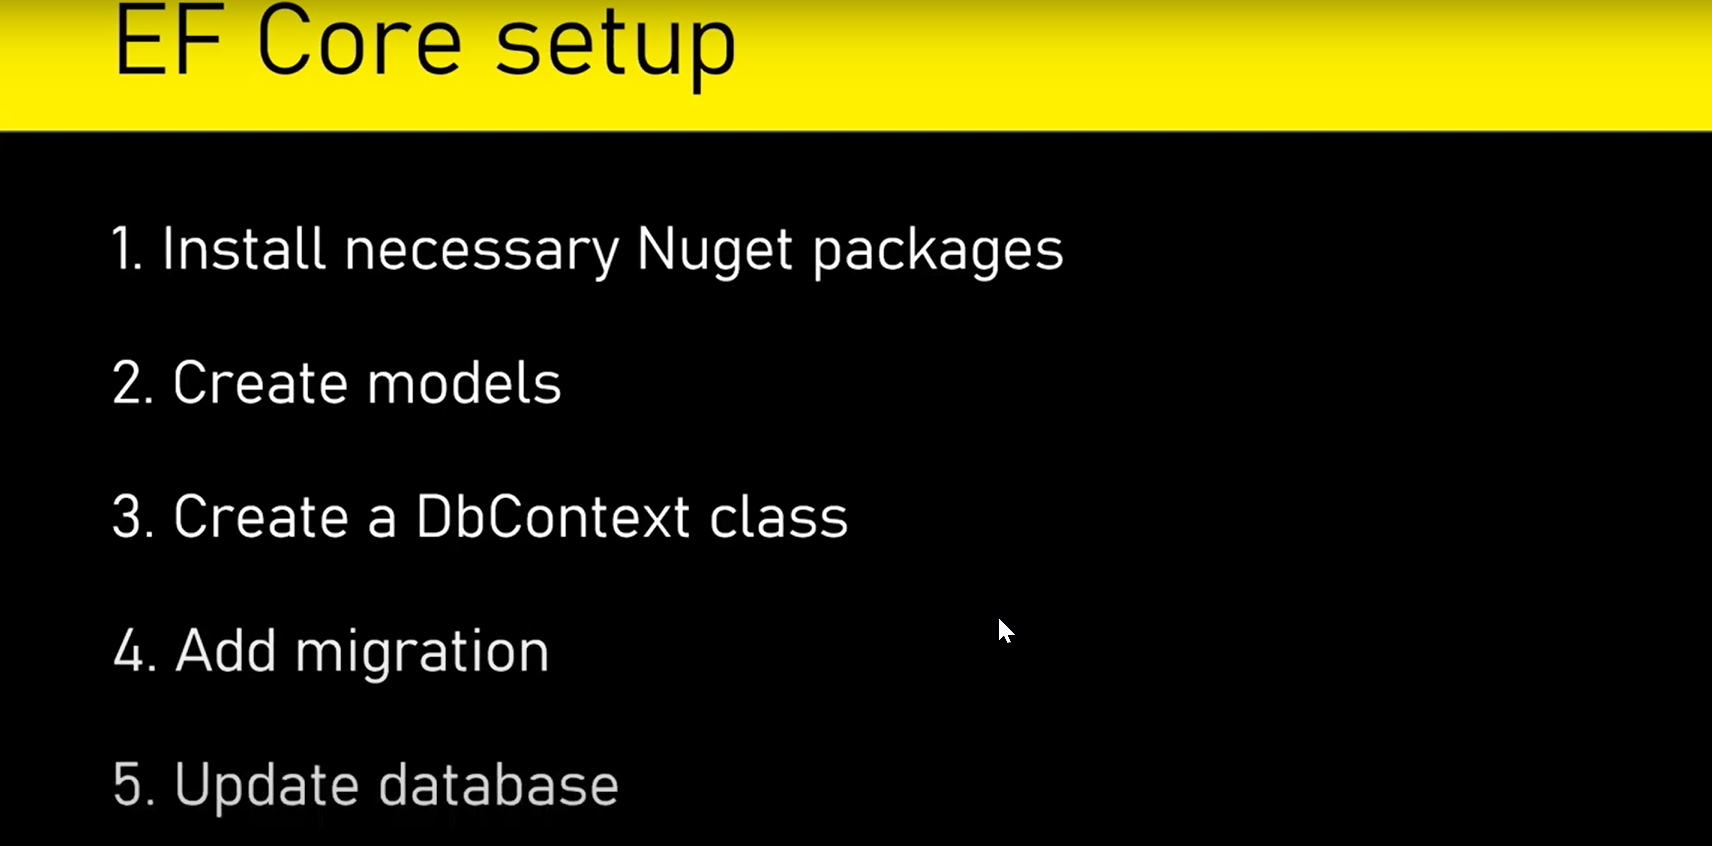 EF Core setup
1. Install necessary Nuget packages
2. Create models
3. Create a DbContext class
4. Add migration
5. Update database